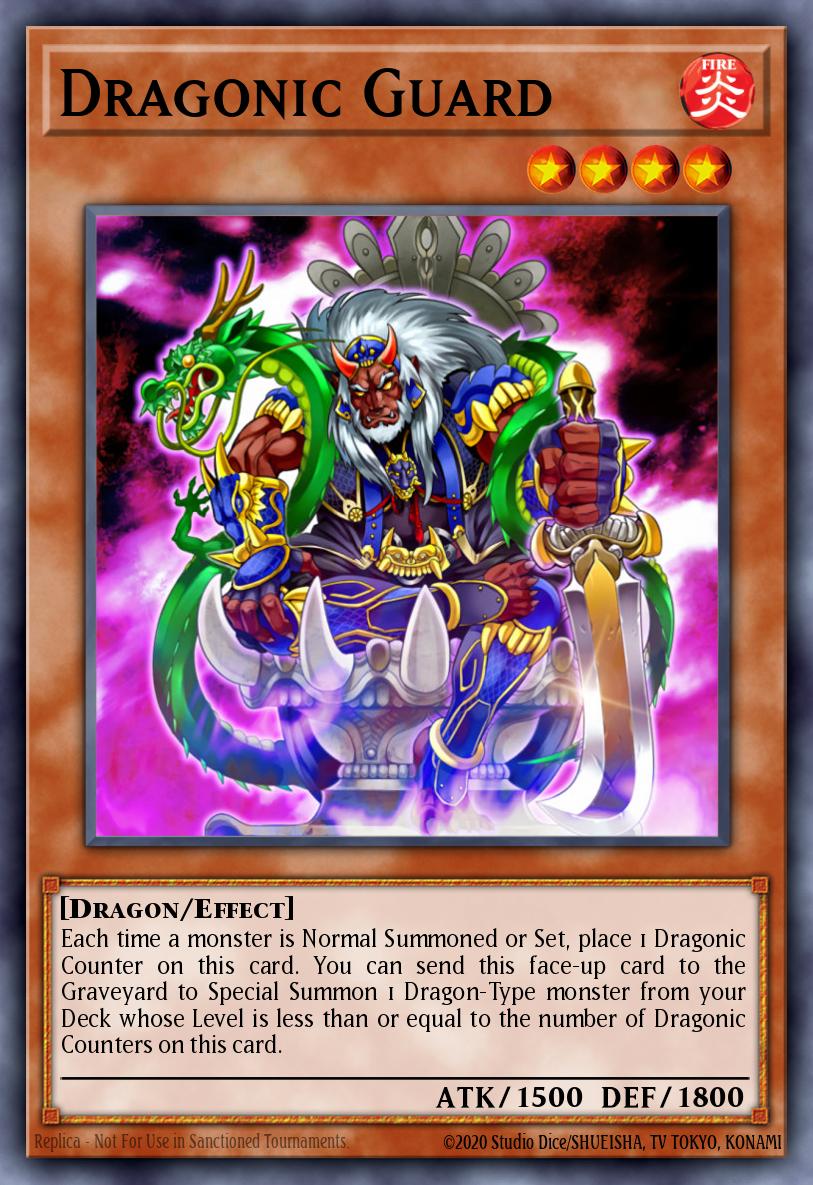 Dragonic Guard
FIRE
炎
[Dragon/Effect]
Each time a monster is Normal Summoned or Set, place 1 Dragonic
Counter on this card. You can send this face-up card to the
Graveyard to Special Summon 1 Dragon-Type monster from your
Deck whose Level is less than or equal to the number of Dragonic
Counters on this card.
ATK/1500 DEF/1800
Replica - Not For Use in Sanctioned Tournaments.
©2020 Studio Dice/SHUEISHA, TV TOKYO, KONAMI